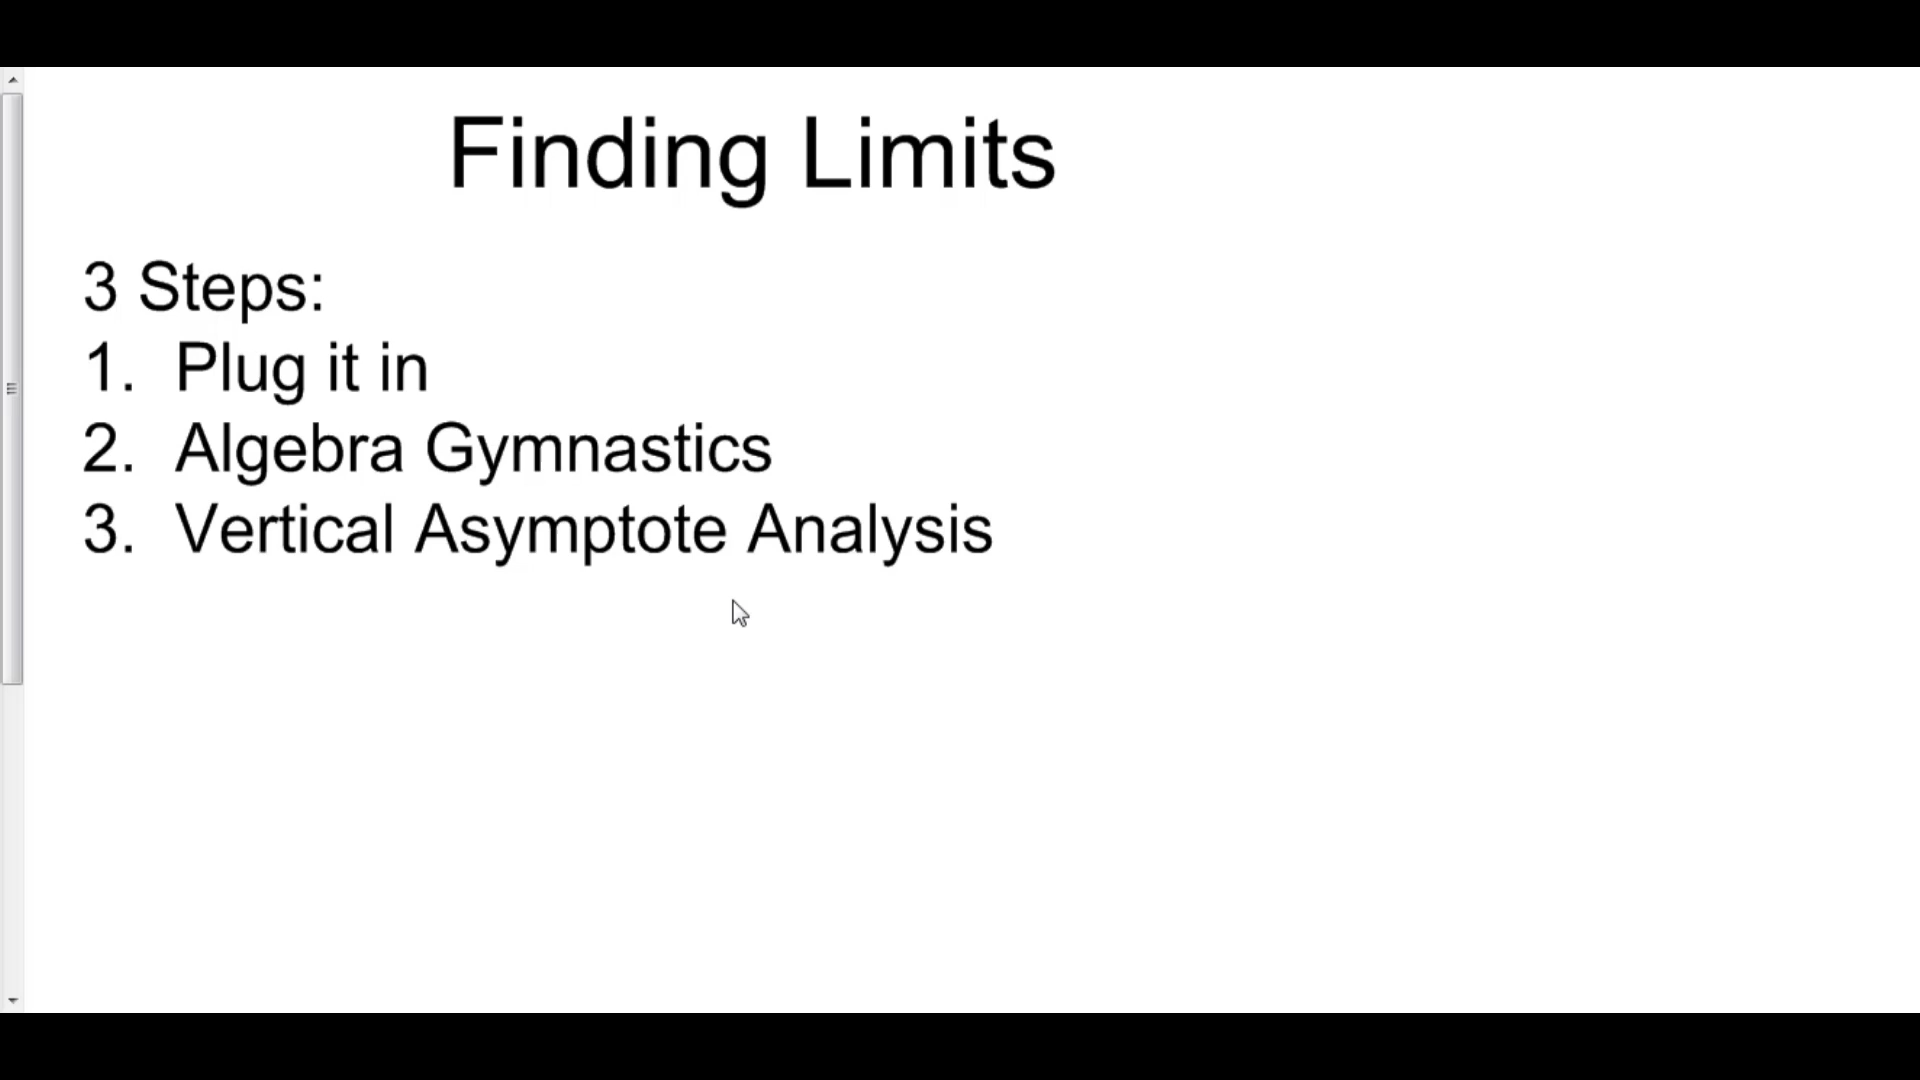 Finding Limits
3 Steps:
1. Plug it in
2. Algebra Gymnastics
3. Vertical Asymptote Analysis